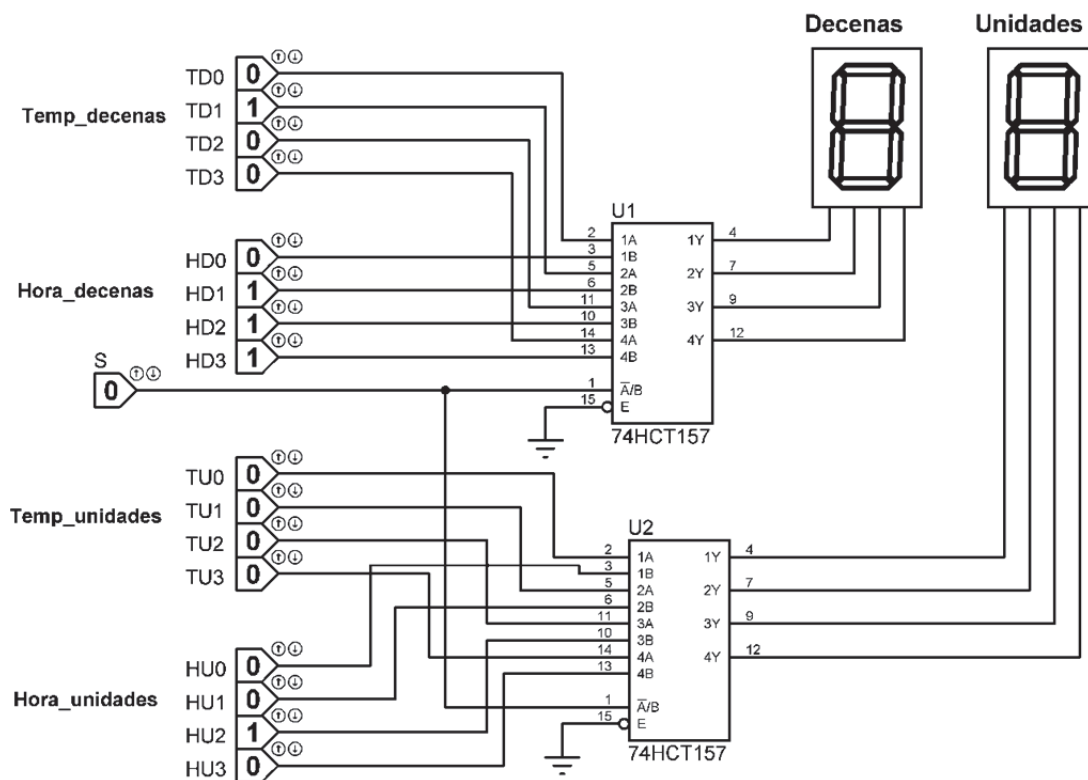 Decenas Unidades
TD0 0
TD1 1
Temp_decenas
TD2 0
TD3 0
HD0 0
HD1 1
Hora_decenas
HD2 1
HD3 1
S
0
U1
2 1A 1Y 4
3 1B
5 2A 2Y 7
6 2B
11 3A 3Y 9
10 3B
14 4A 4Y 12
13 4B
1 A/B
15 E
74HCT157
TU0 0
TU1 0
Temp_unidades
TU2 0
TU3 0
HU0 0
HU1 0
Hora_unidades
HU2 1
HU3 0
U2
2 1A 1Y 4
3 1B
5 2A 2Y 7
6 2B
11 3A 3Y 9
10 3B
14 4A 4Y 12
13 4B
1 A/B
15 E
74HCT157